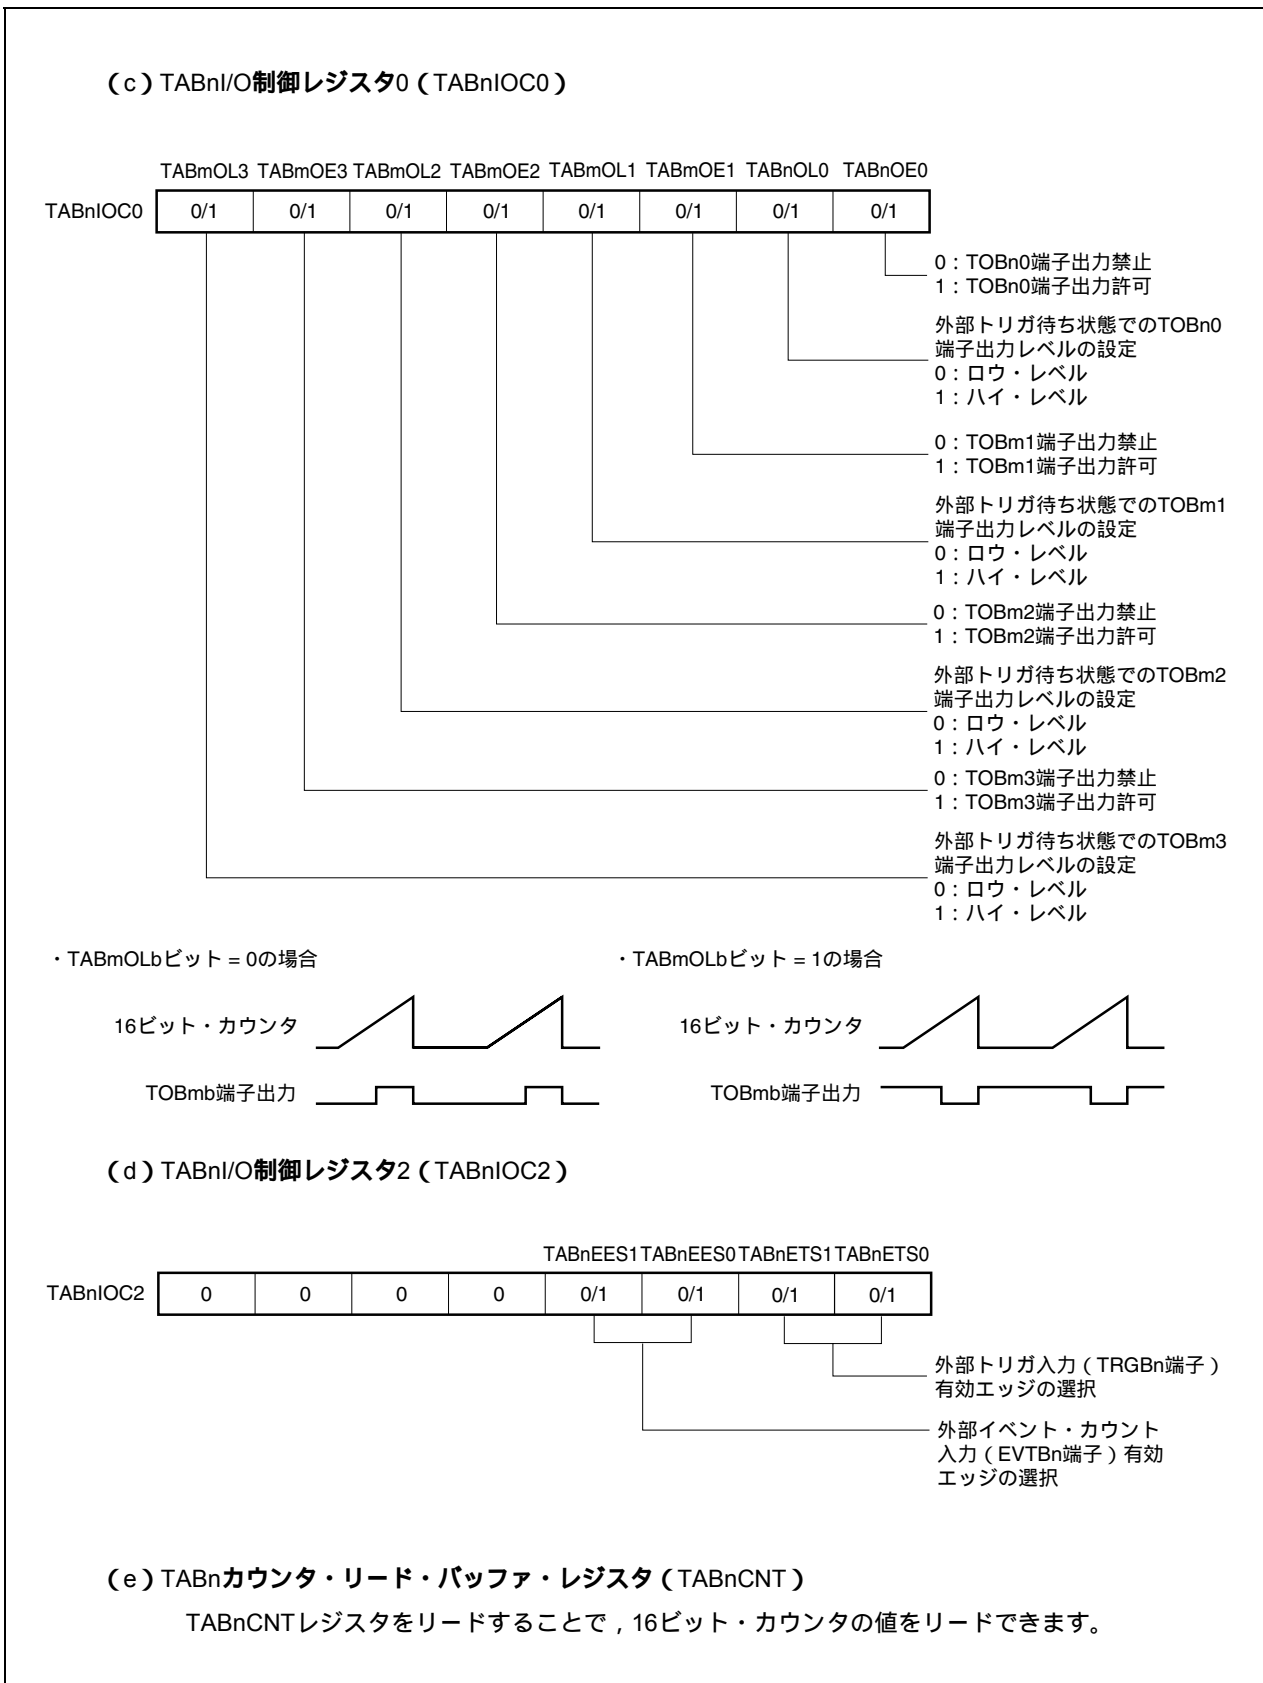 （c）TABnI/O制御レジスタ0（TABnIOC0）
TABmOL3 TABmOE3 TABmOL2 TABmOE2 TABmOL1 TABmOE1 TABnOL0 TABnOE0
TABnIOC0 0/1 0/1 0/1 0/1 0/1 0/1 0/1 0/1
0：TOBn0端子出力禁止
1：TOBn0端子出力許可
外部トリガ待ち状態でのTOBn0
端子出力レベルの設定
0：ロウ・レベル
1：ハイ・レベル
0：TOBm1端子出力禁止
1：TOBm1端子出力許可
外部トリガ待ち状態でのTOBm1
端子出力レベルの設定
0：ロウ・レベル
1：ハイ・レベル
0：TOBm2端子出力禁止
1：TOBm2端子出力許可
外部トリガ待ち状態でのTOBm2
端子出力レベルの設定
0：ロウ・レベル
1：ハイ・レベル
0：TOBm3端子出力禁止
1：TOBm3端子出力許可
外部トリガ待ち状態でのTOBm3
端子出力レベルの設定
0：ロウ・レベル
1：ハイ・レベル
・TABmOLbビット = 0の場合
16ビット・カウンタ
TOBmb端子出力
・TABmOLbビット = 1の場合
16ビット・カウンタ
TOBmb端子出力
（d）TABnI/O制御レジスタ2（TABnIOC2）
TABnEES1 TABnEES0 TABnETS1 TABnETS0
TABnIOC2 0 0 0 0 0/1 0/1 0/1 0/1
外部トリガ入力（TRGBn端子）
有効エッジの選択
外部イベント・カウント
入力（EVTBn端子）有効
エッジの選択
（e）TABnカウンタ・リード・バッファ・レジスタ（TABnCNT）
TABnCNTレジスタをリードすることで，16ビット・カウンタの値をリードできます。